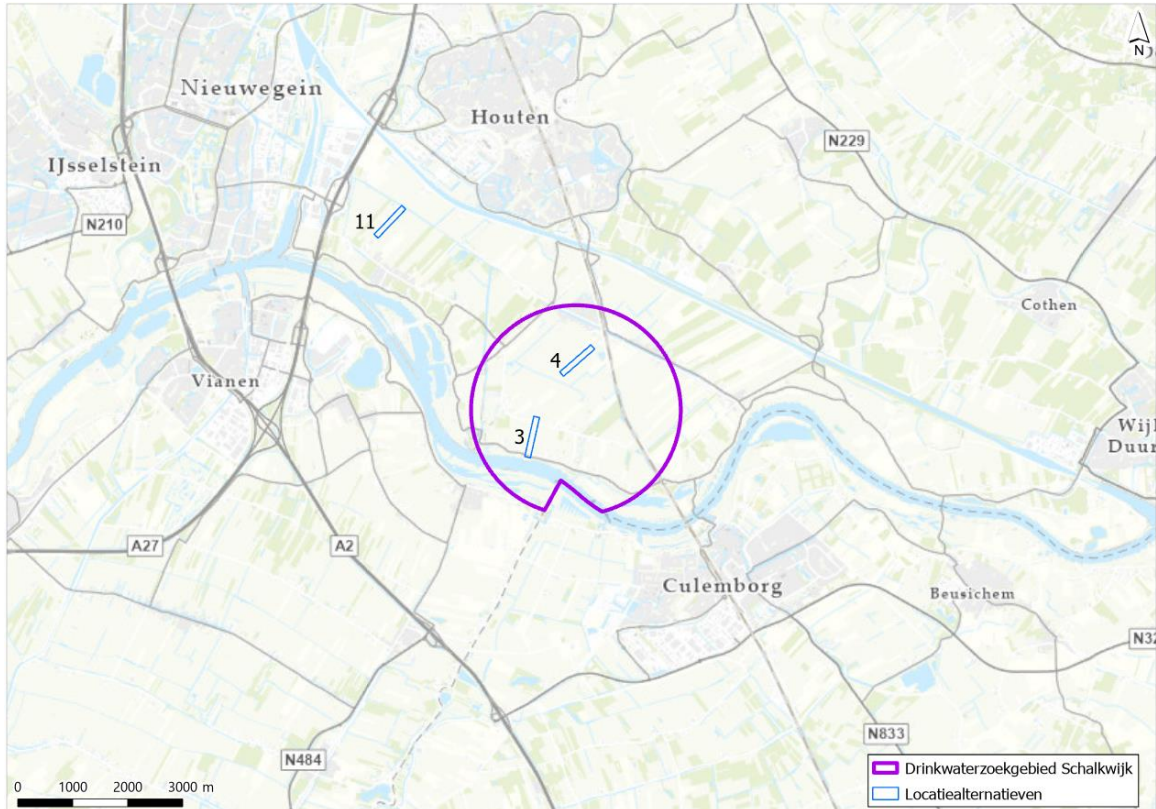 N
Nieuwegein
Houten
IJsselstein
N229
N210
11
Cothen
4
Vianen
3
Wijk
Duur
A27
A2
Culemborg
Beusichem
N32
N833
N484
0 1000 2000 3000 m
Drinkwaterzoekgebied Schalkwijk
Locatiealternatieven